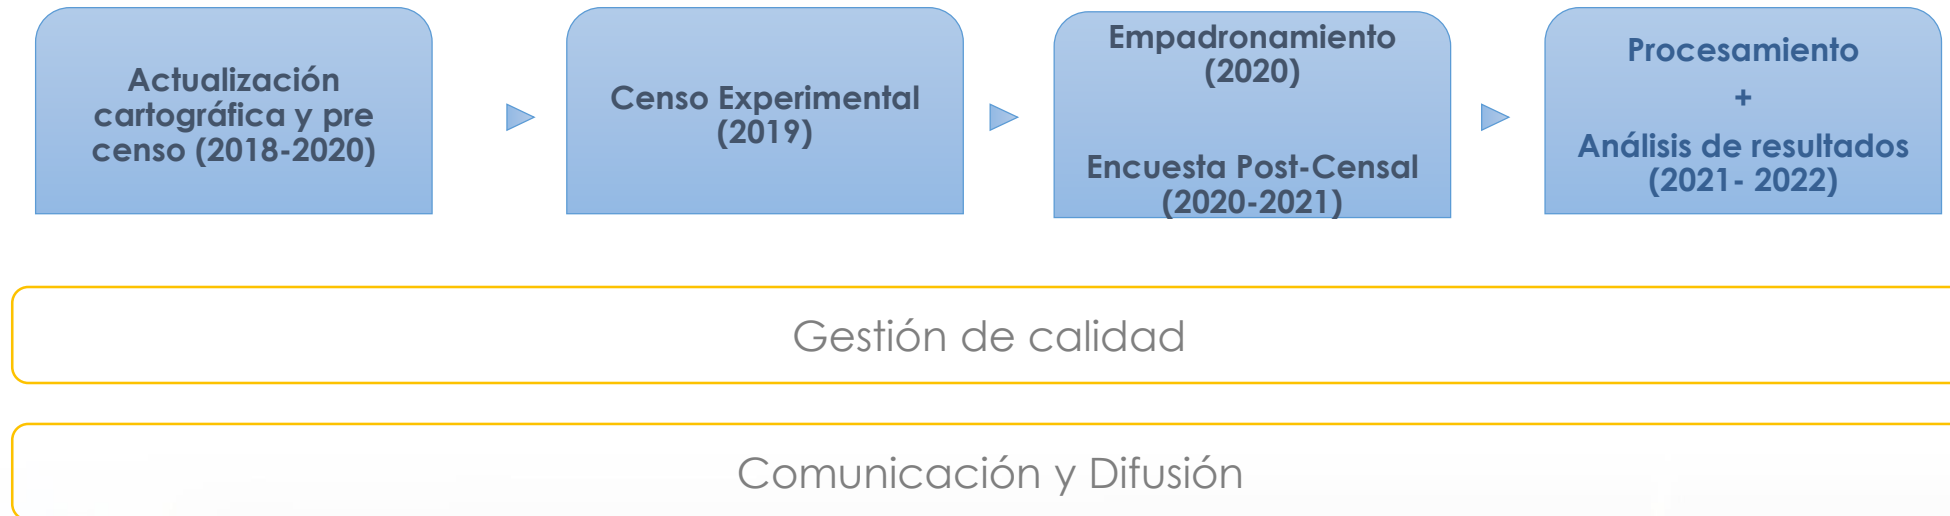 Actualización
cartográfica y pre
censo (2018-2020)
Censo Experimental
(2019)
Empadronamiento
(2020)
Encuesta Post-Censal
(2020-2021)
Procesamiento
+
Análisis de resultados
(2021- 2022)
Gestión de calidad
Comunicación y Difusión